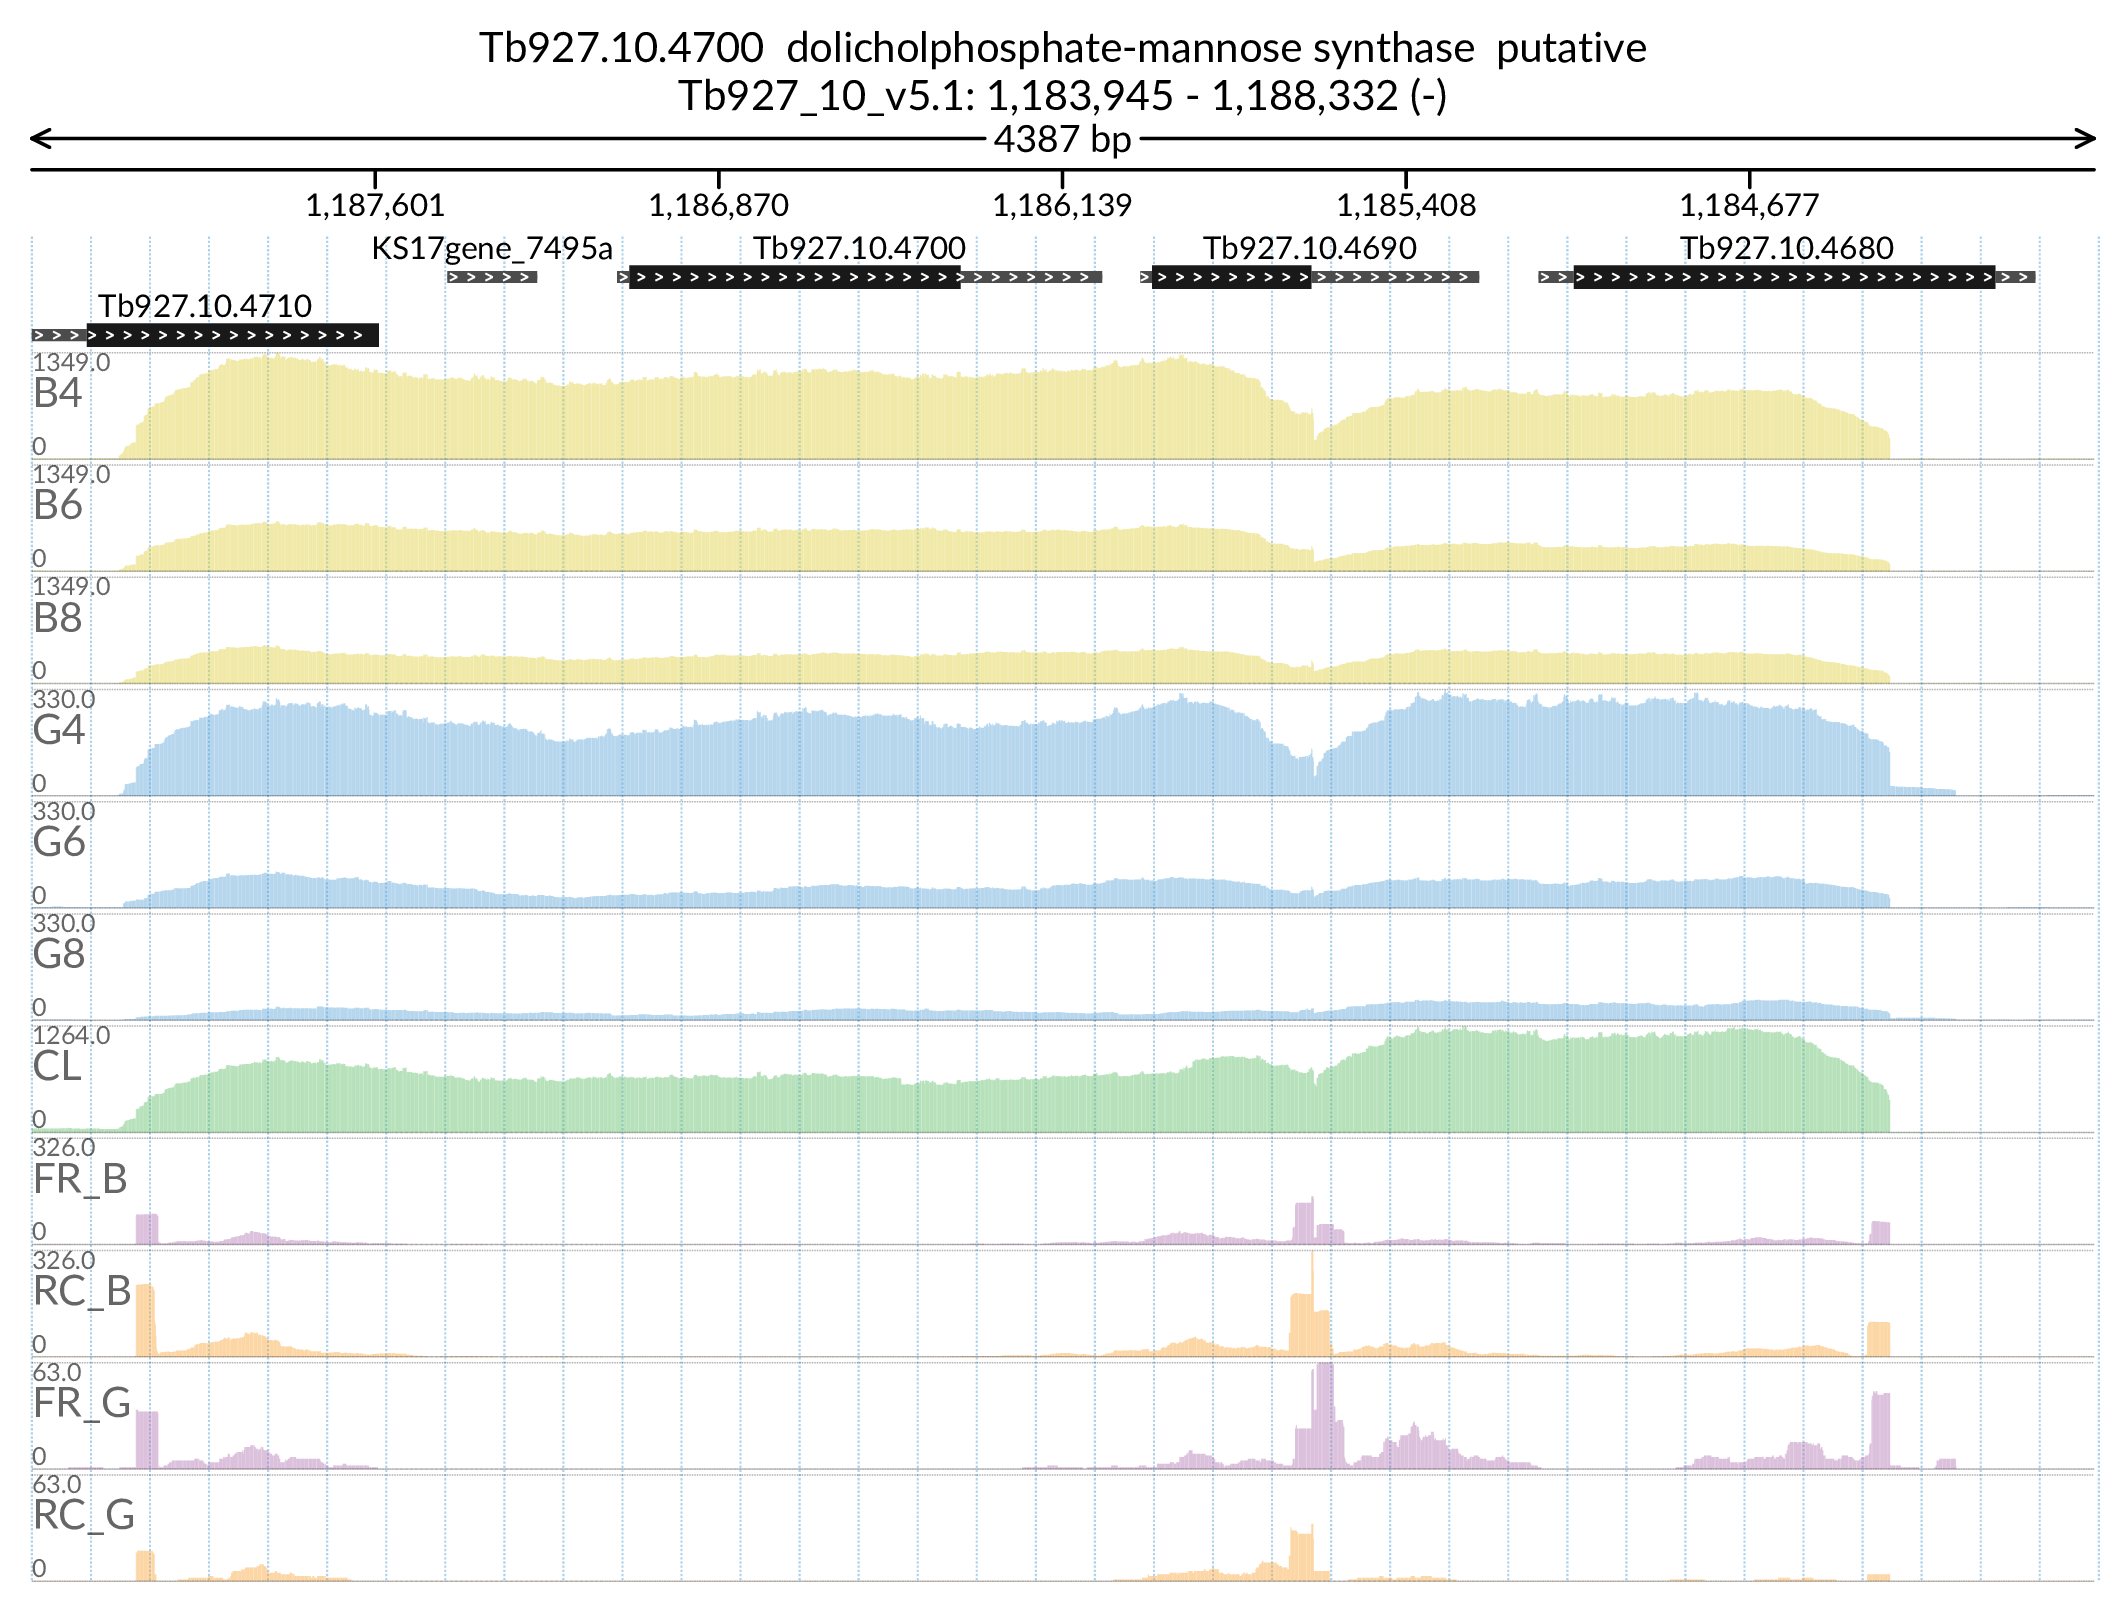 Tb927.10.4700 dolicholphosphate-mannose synthase putative
Tb927_10_v5.1: 1,183,945 - 1,188,332 (-)
4387 bp
1,187,601 1,186,870 1,186,139 1,185,408 1,184,677
KS17gene_7495a Tb927.10.4700 Tb927.10.4690 Tb927.10.4680
Tb927.10.4710
1349.0
B4
0
1349.0
B6
0
1349.0
B8
0
330.0
G4
0
330.0
G6
0
330.0
G8
0
1264.0
CL
0
326.0
FR_B
0
326.0
RC_B
0
63.0
FR_G
0
63.0
RC_G
0